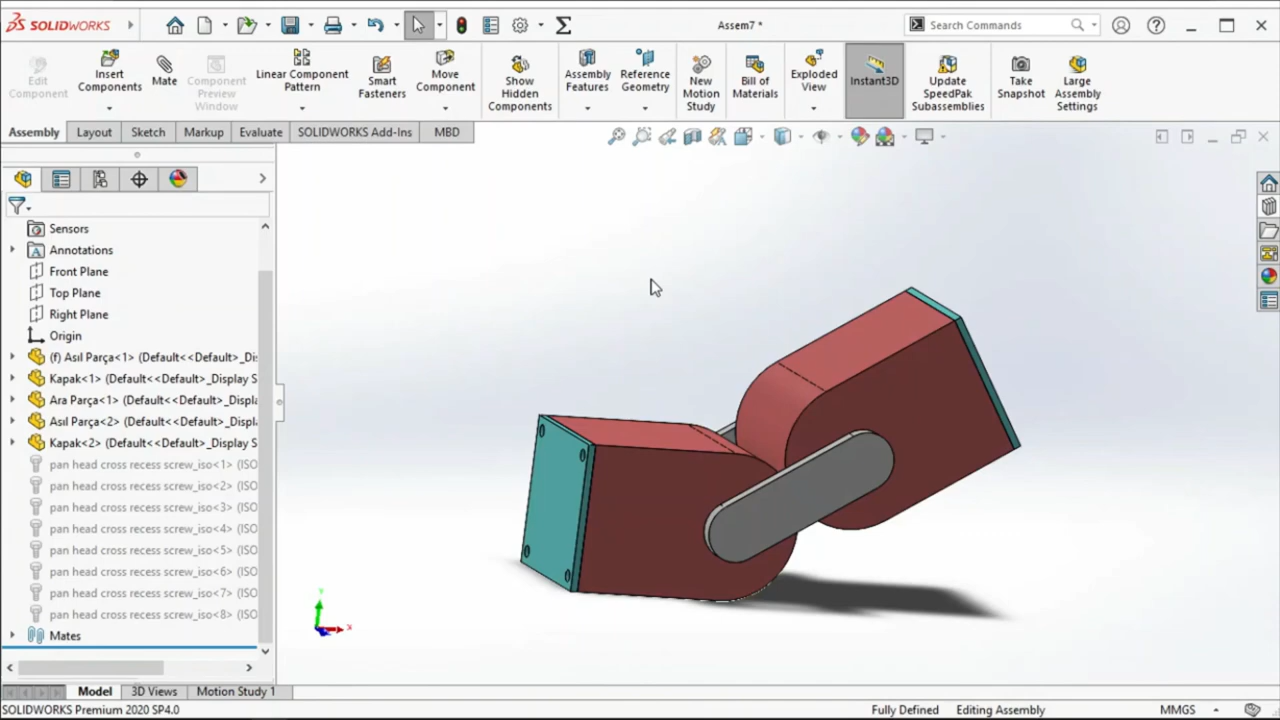 SOLIDWORKS
Assem7 *
Search Commands
Edit Component
Insert Components
Mate
Component Preview Window
Linear Component Pattern
Smart Fasteners
Move Component
Show Hidden Components
Assembly Features
Reference Geometry
New Motion Study
Bill of Materials
Exploded View
Instant3D
Update SpeedPak Subassemblies
Take Snapshot
Large Assembly Settings
Assembly Layout Sketch Markup Evaluate SOLIDWORKS Add-Ins MBD
Sensors
Annotations
Front Plane
Top Plane
Right Plane
Origin
(f) Asıl Parça<1> (Default<<Default>_Dis
Kapak<1> (Default<<Default>_Display S
Ara Parça<1> (Default<<Default>_Displa
Asıl Parça<2> (Default<<Default>_Displa
Kapak<2> (Default<<Default>_Display S
pan head cross recess screw_iso<1> (ISO
pan head cross recess screw_iso<2> (ISO
pan head cross recess screw_iso<3> (ISO
pan head cross recess screw_iso<4> (ISO
pan head cross recess screw_iso<5> (ISO
pan head cross recess screw_iso<6> (ISO
pan head cross recess screw_iso<7> (ISO
pan head cross recess screw_iso<8> (ISO
Mates
Y
X
Model 3D Views Motion Study 1
SOLIDWORKS Premium 2020 SP4.0 Fully Defined Editing Assembly MMGS